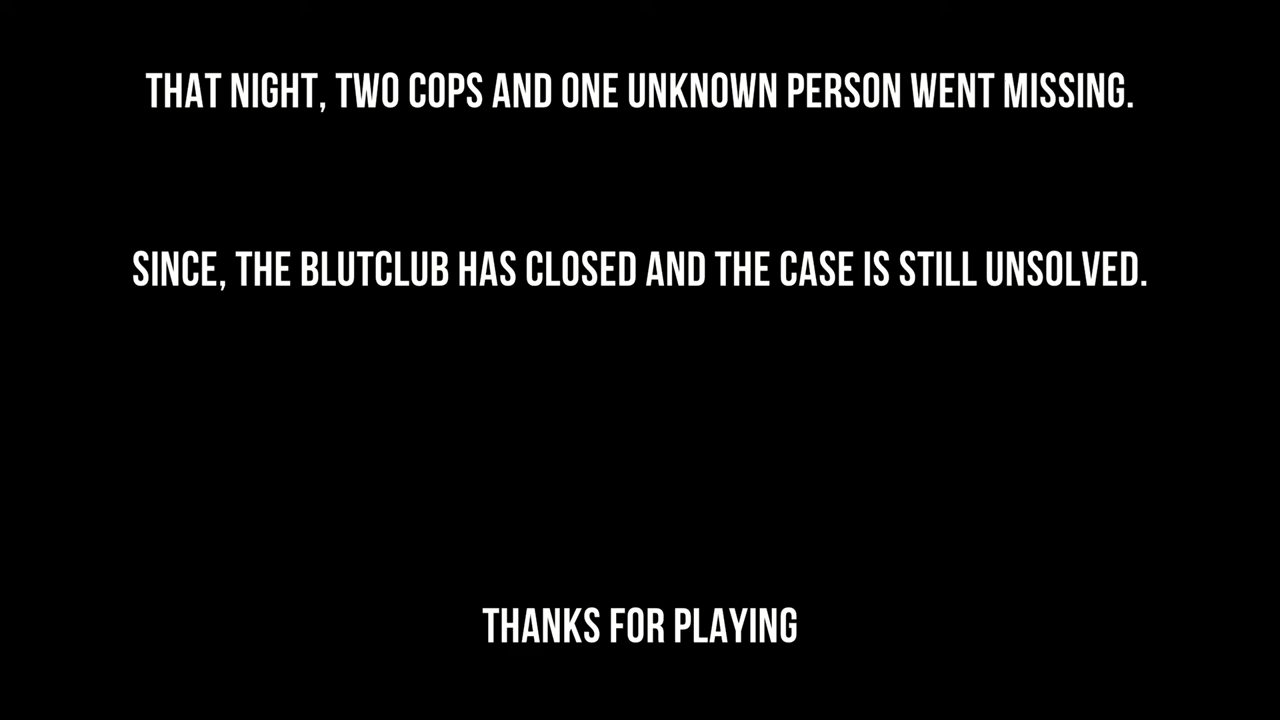 THAT NIGHT, TWO COPS AND ONE UNKNOWN PERSON WENT MISSING.
SINCE, THE BLUTCLUB HAS CLOSED AND THE CASE IS STILL UNSOLVED.
THANKS FOR PLAYING